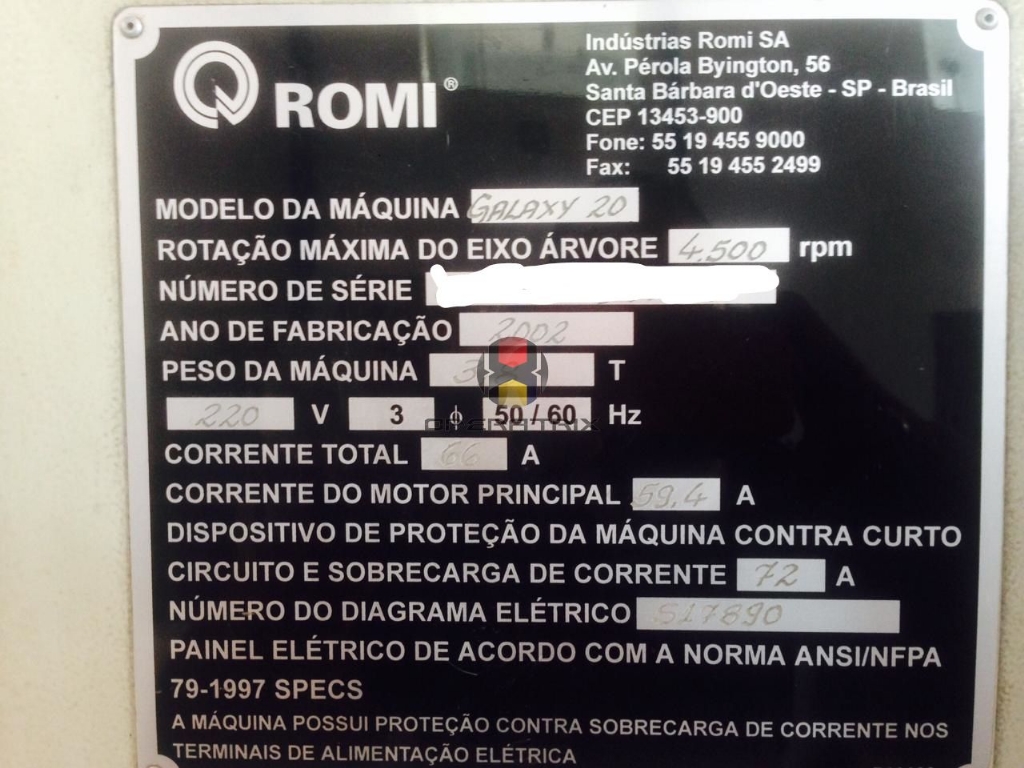 ROMI®
Indústrias Romi SA
Av. Pérola Byington, 56
Santa Bárbara d'Oeste - SP - Brasil
CEP 13453-900
Fone: 55 19 455 9000
Fax: 55 19 455 2499
MODELO DA MÁQUINA GALAXY 20
ROTAÇÃO MÁXIMA DO EIXO ÁRVORE 4.500 rpm
NÚMERO DE SÉRIE
ANO DE FABRICAÇÃO 2002
PESO DA MÁQUINA T
220 V 3 ϕ 50 / 60 Hz
OPERATRIX
CORRENTE TOTAL 66 A
CORRENTE DO MOTOR PRINCIPAL 59,4 A
DISPOSITIVO DE PROTEÇÃO DA MÁQUINA CONTRA CURTO
CIRCUITO E SOBRECARGA DE CORRENTE 72 A
NÚMERO DO DIAGRAMA ELÉTRICO S17890
PAINEL ELÉTRICO DE ACORDO COM A NORMA ANSI/NFPA
79-1997 SPECS
A MÁQUINA POSSUI PROTEÇÃO CONTRA SOBRECARGA DE CORRENTE NOS
TERMINAIS DE ALIMENTAÇÃO ELÉTRICA